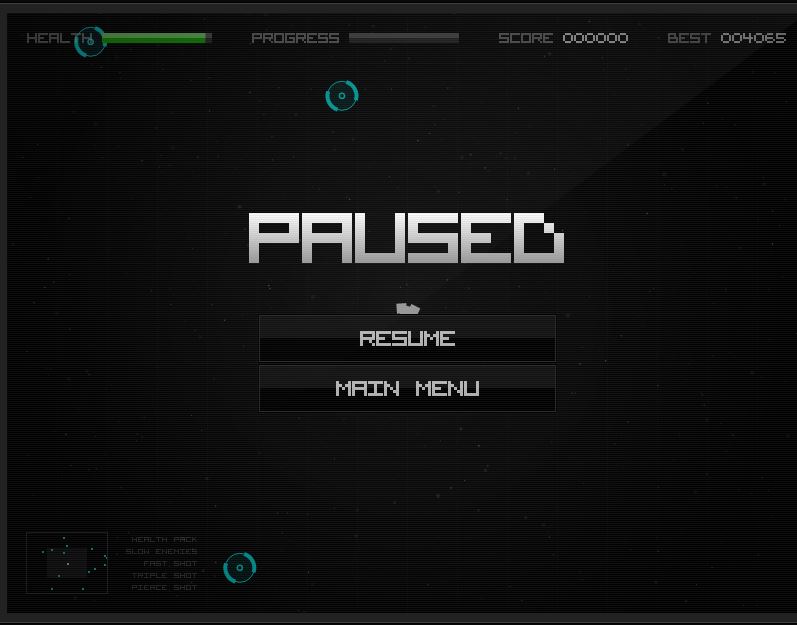 HEALTH PROGRESS SCORE 000000 BEST 004065
PAUSED
RESUME
MAIN MENU
HEALTH PACK
SLOW ENEMIES
FAST SHOT
TRIPLE SHOT
PIERCE SHOT